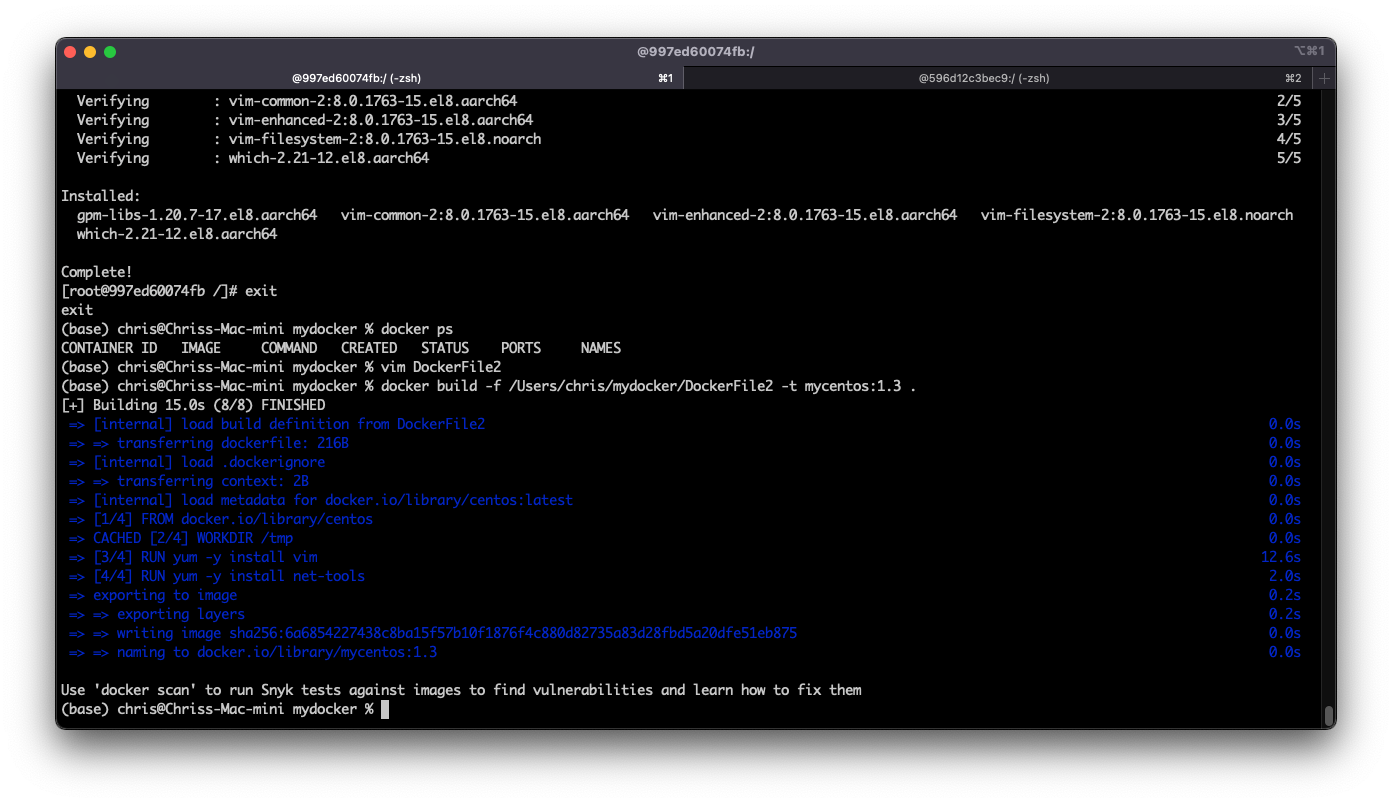 @997ed60074fb:/
⌥⌘1
@997ed60074fb:/ (-zsh) ⌘1 @596d12c3bec9:/ (-zsh) ⌘2 +
Verifying : vim-common-2:8.0.1763-15.el8.aarch64 2/5
Verifying : vim-enhanced-2:8.0.1763-15.el8.aarch64 3/5
Verifying : vim-filesystem-2:8.0.1763-15.el8.noarch 4/5
Verifying : which-2.21-12.el8.aarch64 5/5
Installed:
gpm-libs-1.20.7-17.el8.aarch64 vim-common-2:8.0.1763-15.el8.aarch64 vim-enhanced-2:8.0.1763-15.el8.aarch64 vim-filesystem-2:8.0.1763-15.el8.noarch
which-2.21-12.el8.aarch64
Complete!
[root@997ed60074fb /]# exit
exit
(base) chris@Chriss-Mac-mini mydocker % docker ps
CONTAINER ID IMAGE COMMAND CREATED STATUS PORTS NAMES
(base) chris@Chriss-Mac-mini mydocker % vim DockerFile2
(base) chris@Chriss-Mac-mini mydocker % docker build -f /Users/chris/mydocker/DockerFile2 -t mycentos:1.3 .
[+] Building 15.0s (8/8) FINISHED
=> [internal] load build definition from DockerFile2 0.0s
=> => transferring dockerfile: 216B 0.0s
=> [internal] load .dockerignore 0.0s
=> => transferring context: 2B 0.0s
=> [internal] load metadata for docker.io/library/centos:latest 0.0s
=> [1/4] FROM docker.io/library/centos 0.0s
=> CACHED [2/4] WORKDIR /tmp 0.0s
=> [3/4] RUN yum -y install vim 12.6s
=> [4/4] RUN yum -y install net-tools 2.0s
=> exporting to image 0.2s
=> => exporting layers 0.2s
=> => writing image sha256:6a6854227438c8ba15f57b10f1876f4c880d82735a83d28fbd5a20dfe51eb875 0.0s
=> => naming to docker.io/library/mycentos:1.3 0.0s
Use 'docker scan' to run Snyk tests against images to find vulnerabilities and learn how to fix them
(base) chris@Chriss-Mac-mini mydocker %